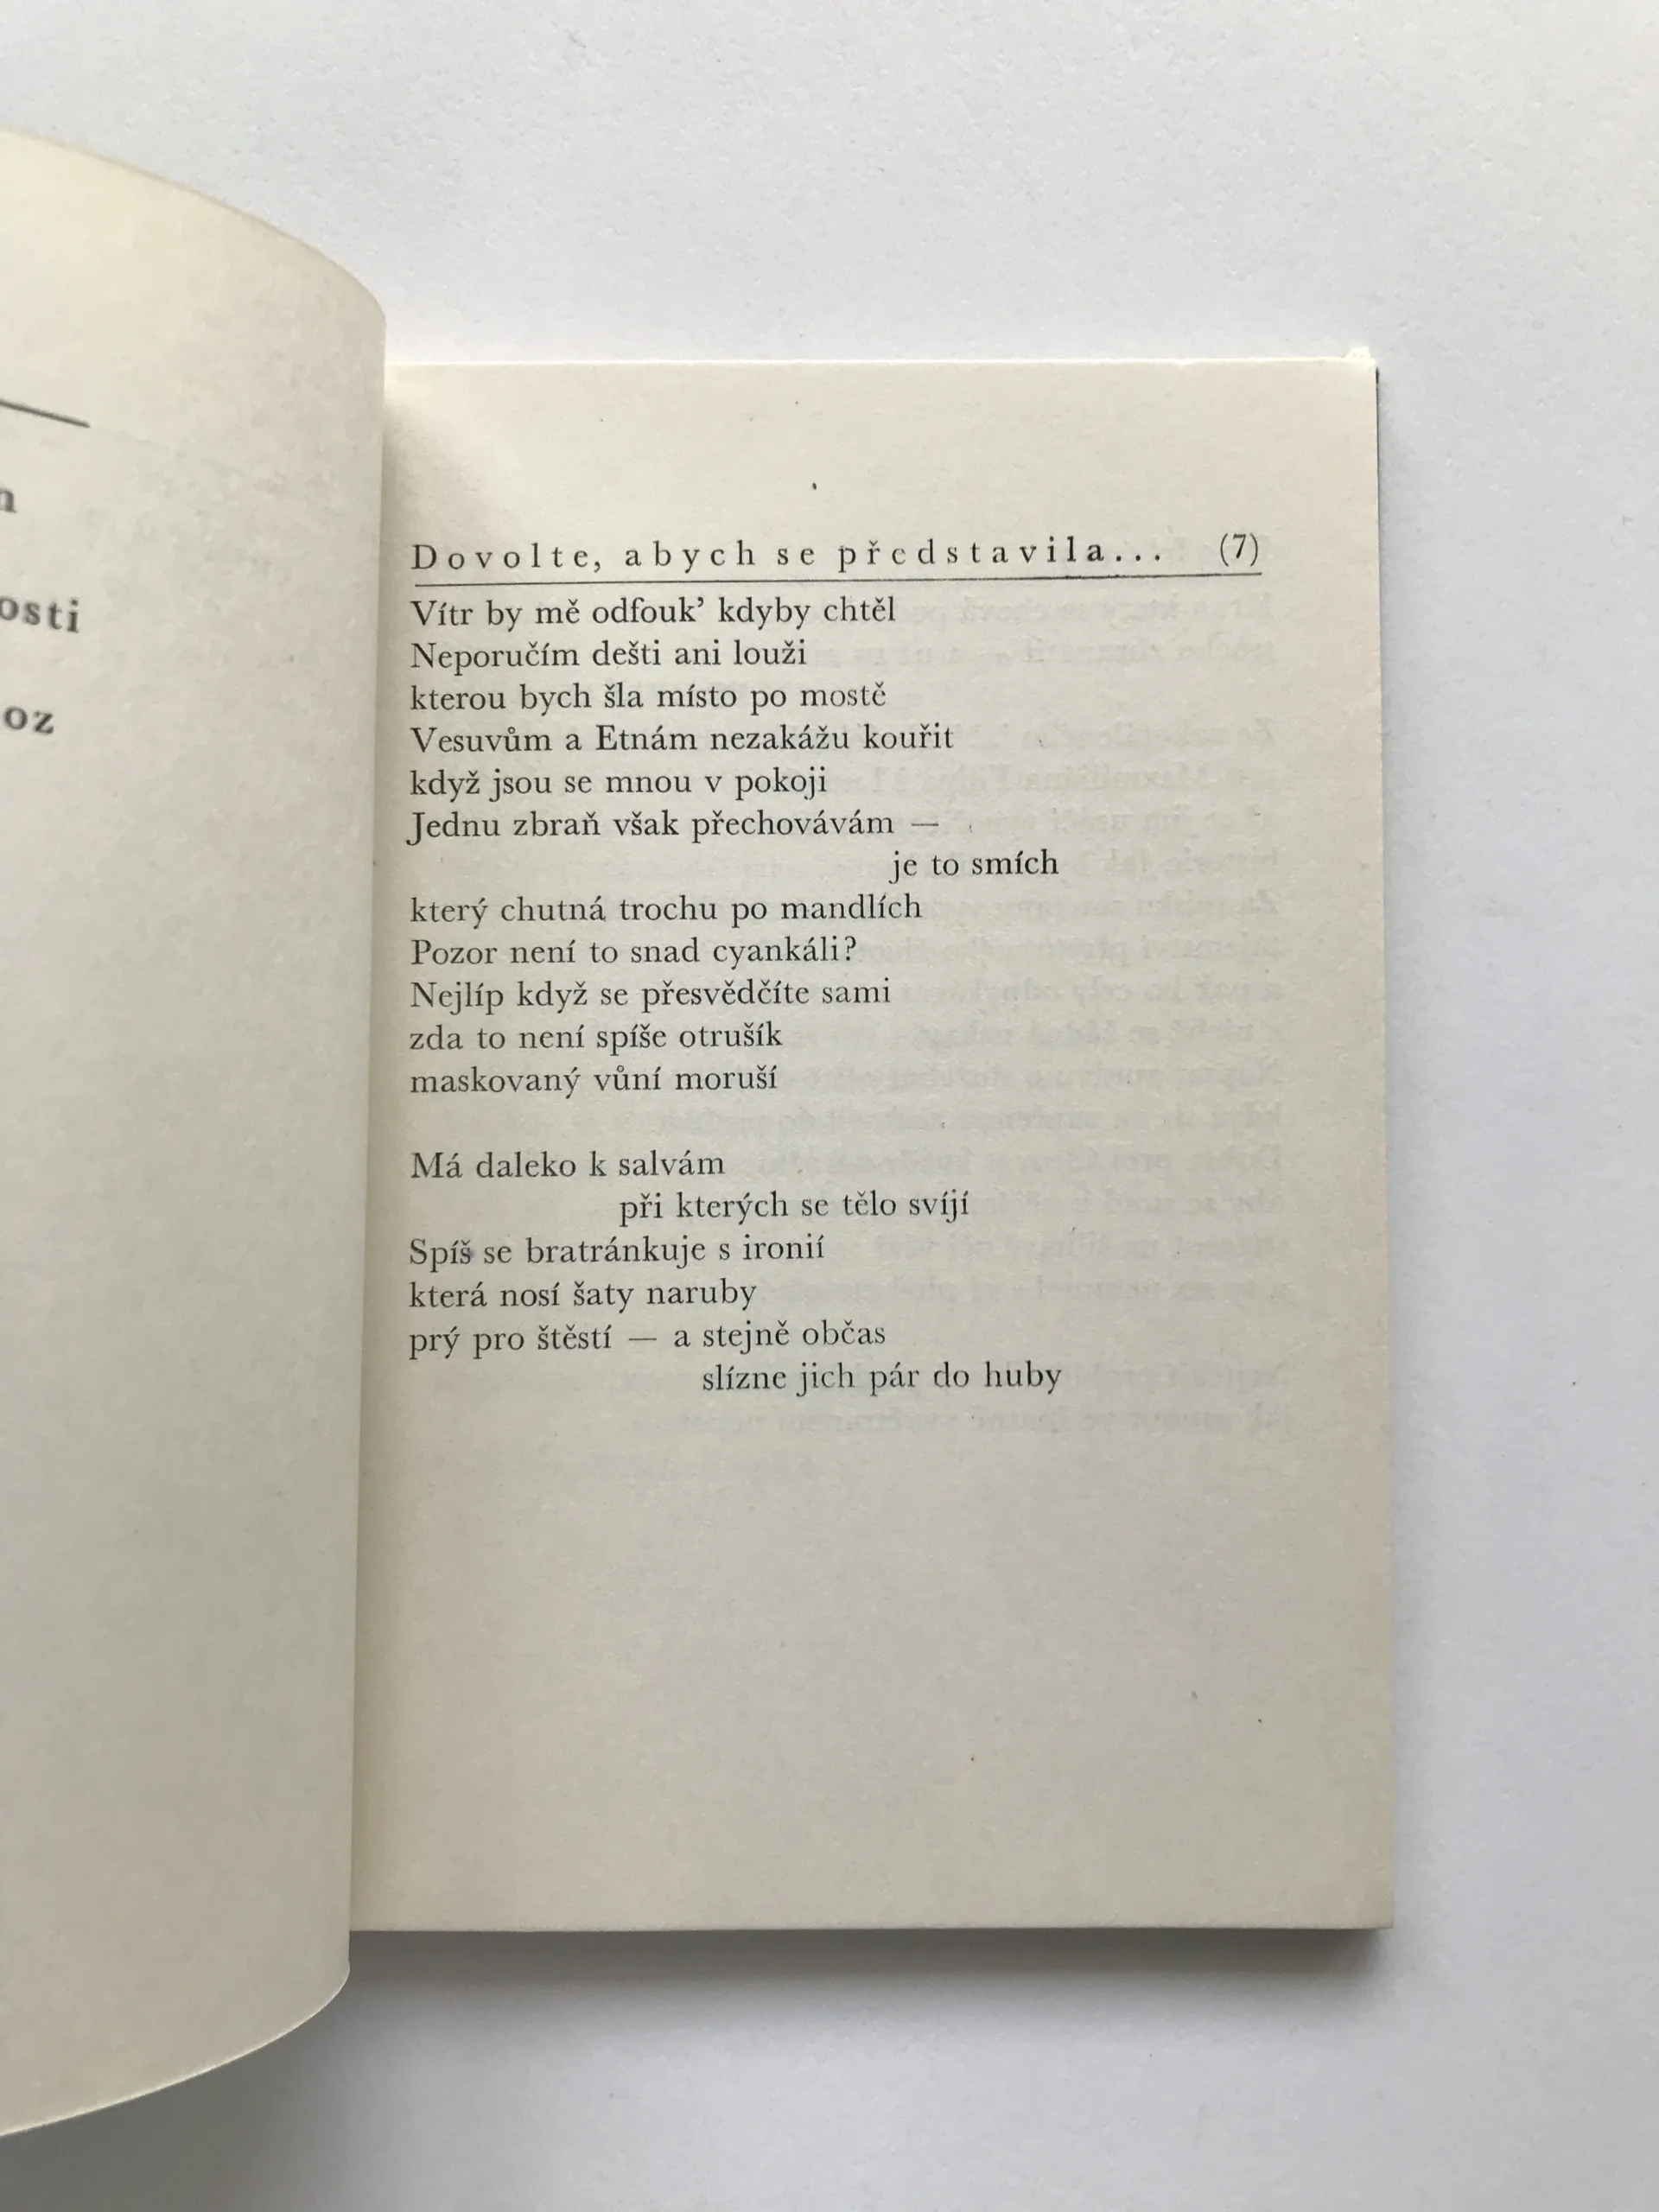 Dovolte, abych se představila... (7)
Vítr by mě odfouk’ kdyby chtěl
Neporučím dešti ani louži
kterou bych šla místo po mostě
Vesuvům a Etnám nezakážu kouřit
když jsou se mnou v pokoji
Jednu zbraň však přechovávám —
je to smích
který chutná trochu po mandlích
Pozor není to snad cyankáli?
Nejlíp když se přesvědčíte sami
zda to není spíše otrušík
maskovaný vůní moruší
Má daleko k salvám
při kterých se tělo svíjí
Spíš se bratránkuje s ironií
která nosí šaty naruby
prý pro štěstí — a stejně občas
slízne jich pár do huby